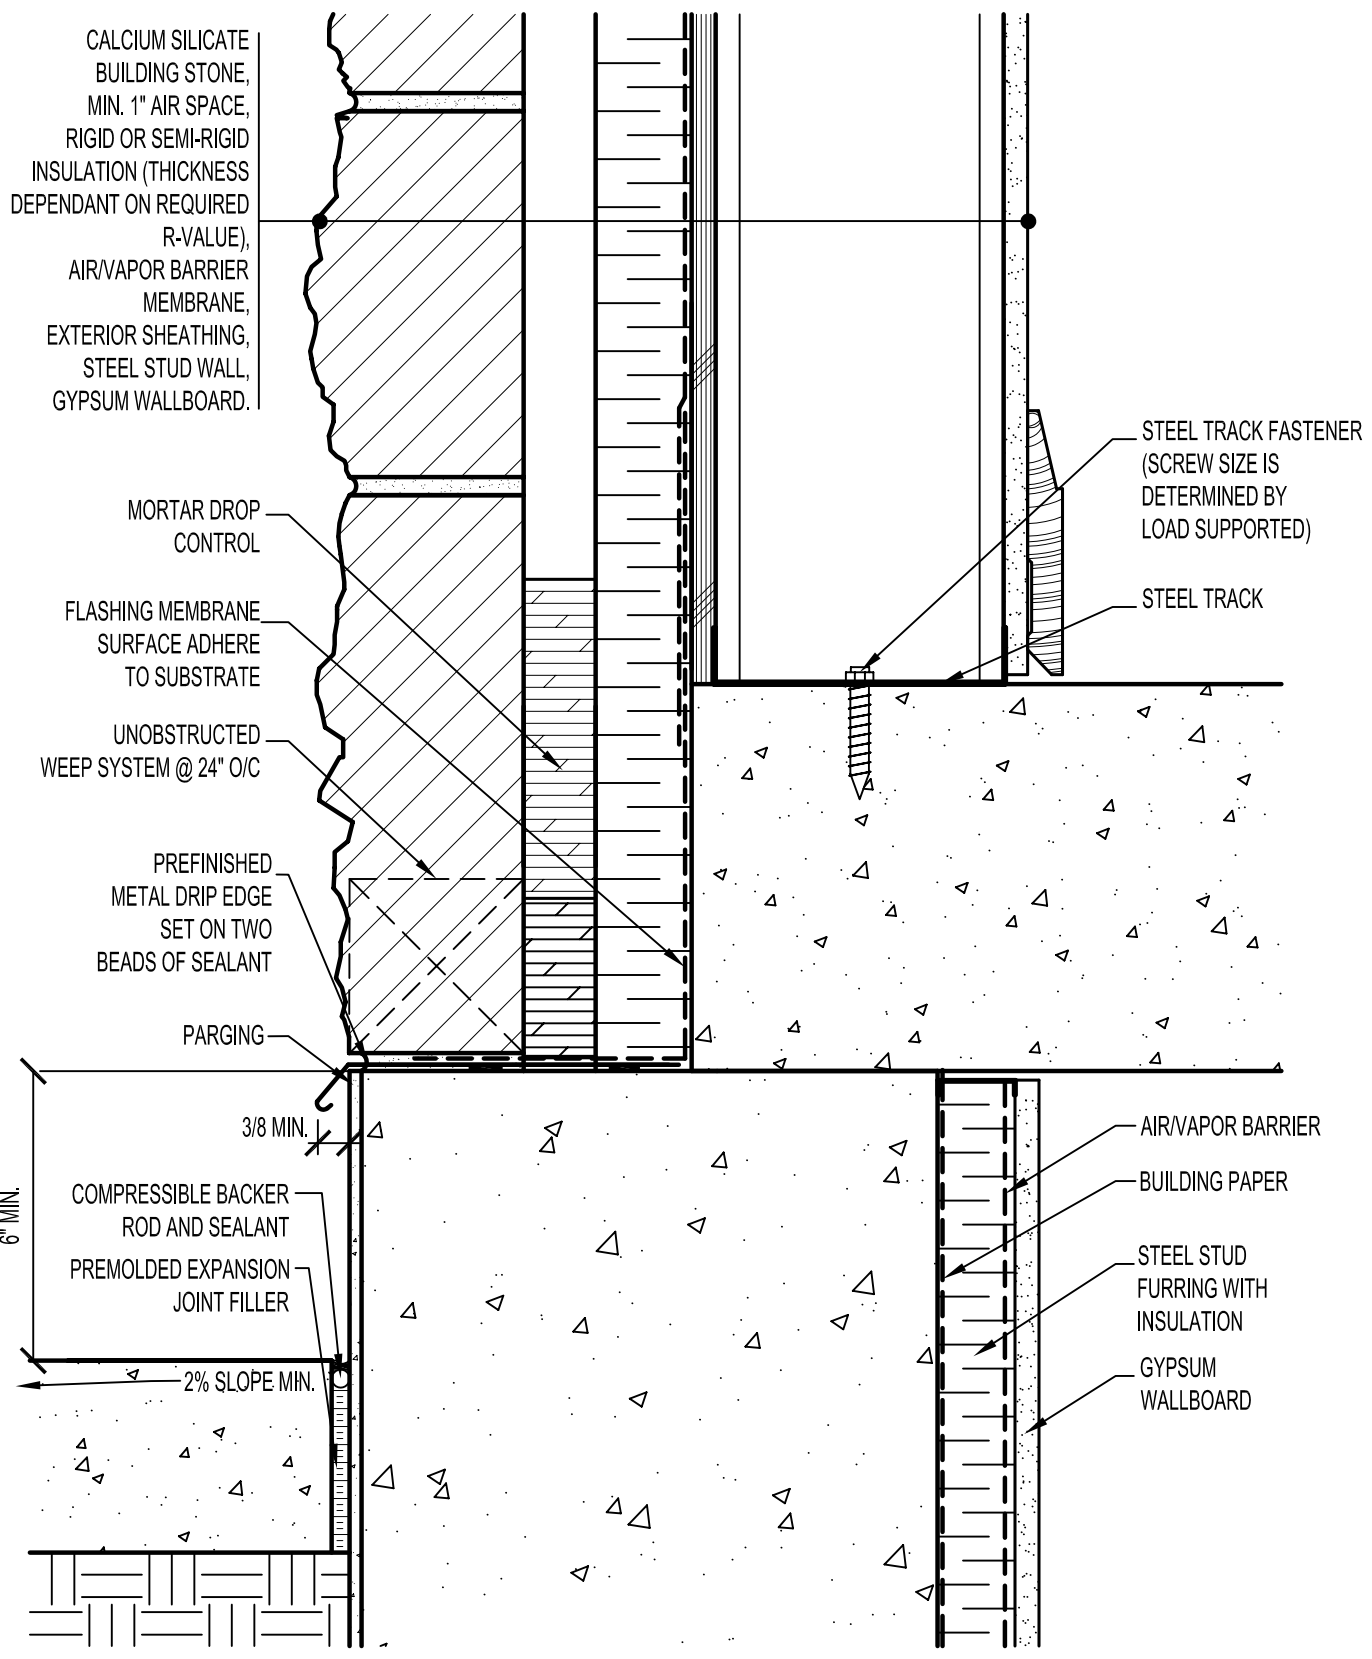 CALCIUM SILICATE
BUILDING STONE,
MIN. 1" AIR SPACE,
RIGID OR SEMI-RIGID
INSULATION (THICKNESS
DEPENDANT ON REQUIRED
R-VALUE),
AIR/VAPOR BARRIER
MEMBRANE,
EXTERIOR SHEATHING,
STEEL STUD WALL,
GYPSUM WALLBOARD.
MORTAR DROP
CONTROL
FLASHING MEMBRANE
SURFACE ADHERE
TO SUBSTRATE
UNOBSTRUCTED
WEEP SYSTEM @ 24" O/C
PREFINISHED
METAL DRIP EDGE
SET ON TWO
BEADS OF SEALANT
PARGING
3/8 MIN.
6" MIN.
COMPRESSIBLE BACKER
ROD AND SEALANT
PREMOLDED EXPANSION
JOINT FILLER
2% SLOPE MIN.
STEEL TRACK FASTENER
(SCREW SIZE IS
DETERMINED BY
LOAD SUPPORTED)
STEEL TRACK
AIR/VAPOR BARRIER
BUILDING PAPER
STEEL STUD
FURRING WITH
INSULATION
GYPSUM
WALLBOARD